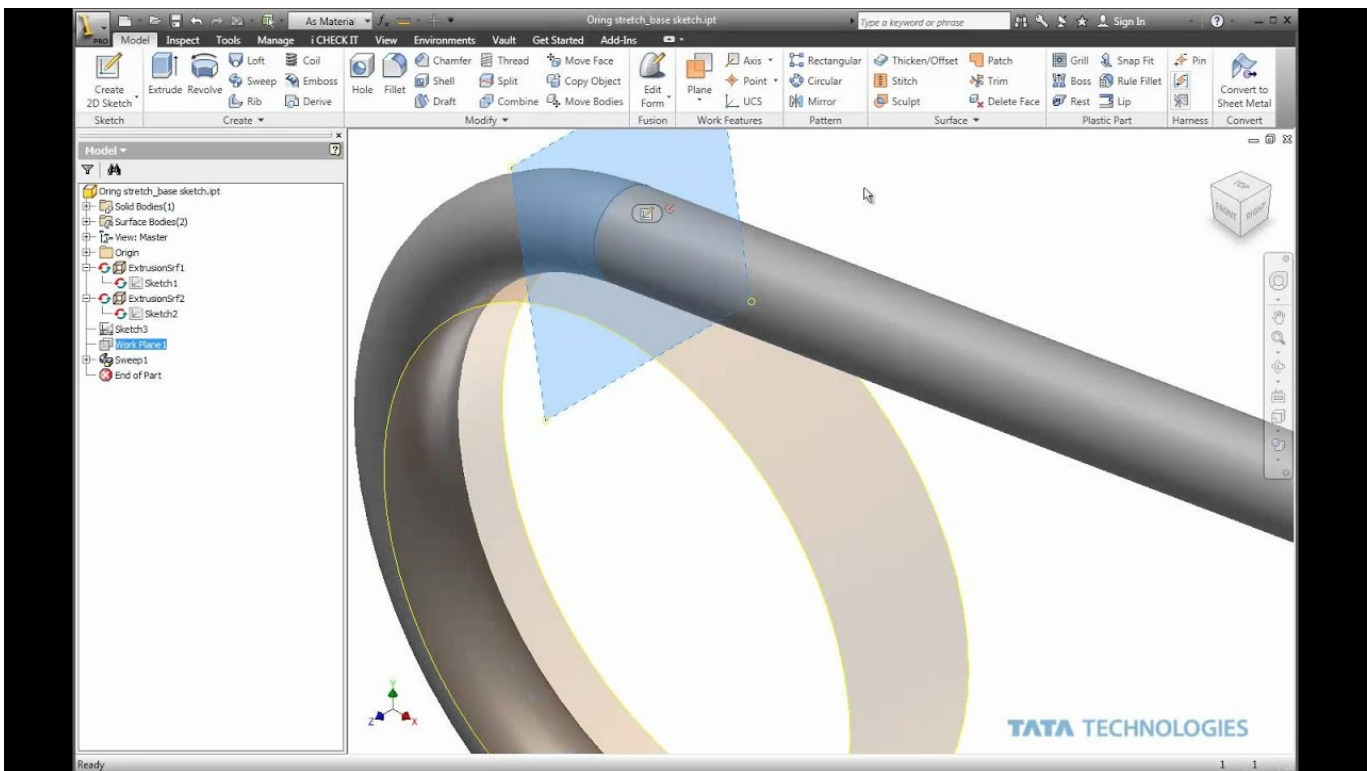 As Material
Oring stretch_base sketch.ipt
Type a keyword or phrase
Sign In
PRO
Model Inspect Tools Manage i CHECK IT View Environments Vault Get Started Add-Ins
Create 2D Sketch
Extrude Revolve
Loft
Coil
Sweep
Emboss
Rib
Derive
Hole Fillet
Chamfer
Thread
Move Face
Shell
Split
Copy Object
Draft
Combine
Move Bodies
Edit Form
Plane
Axis
Point
UCS
Rectangular
Circular
Mirror
Thicken/Offset
Patch
Stitch
Trim
Sculpt
Delete Face
Grill
Snap Fit
Boss
Rule Fillet
Rest
Lip
Pin
Convert to Sheet Metal
Sketch Create Modify Fusion Work Features Pattern Surface Plastic Part Harness Convert
Model
Oring stretch_base sketch.ipt
Solid Bodies(1)
Surface Bodies(2)
View: Master
Origin
ExtrusionSrf1
Sketch1
ExtrusionSrf2
Sketch2
Sketch3
Work Plane1
Sweep1
End of Part
TOP
FRONT RIGHT
Y
Z X
TATA TECHNOLOGIES
Ready 1 1